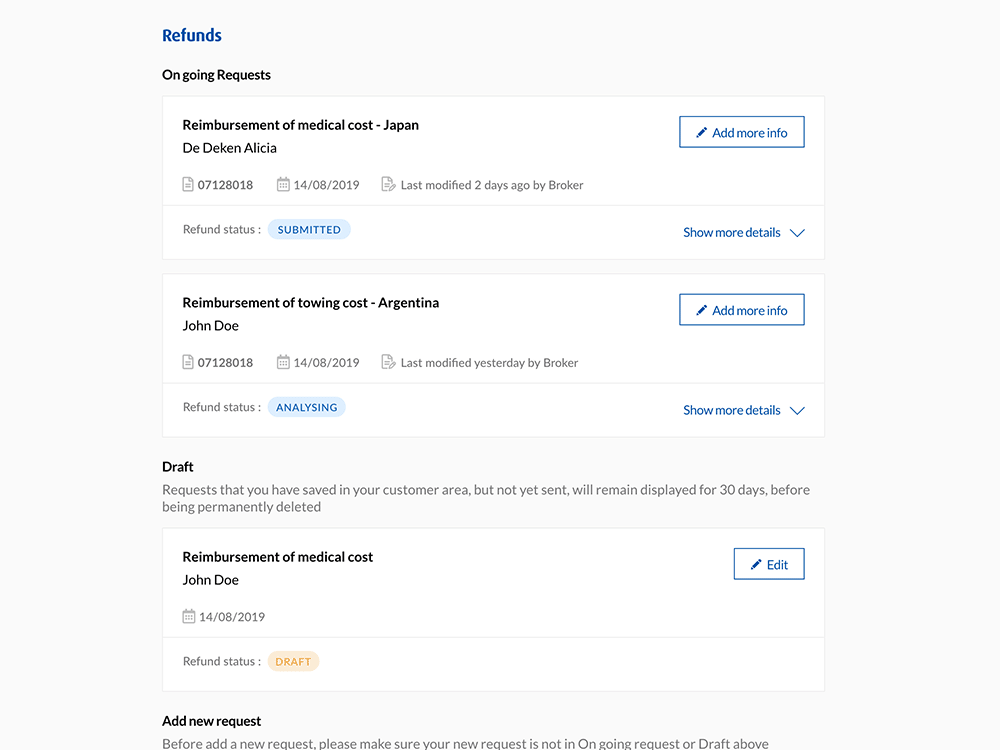 Refunds
On going Requests
Reimbursement of medical cost - Japan
Add more info
De Deken Alicia
07128018 14/08/2019 Last modified 2 days ago by Broker
Refund status : SUBMITTED
Show more details
Reimbursement of towing cost - Argentina
Add more info
John Doe
07128018 14/08/2019 Last modified yesterday by Broker
Refund status : ANALYSING
Show more details
Draft
Requests that you have saved in your customer area, but not yet sent, will remain displayed for 30 days, before
being permanently deleted
Reimbursement of medical cost
Edit
John Doe
14/08/2019
Refund status : DRAFT
Add new request
Before add a new request, please make sure your new request is not in On going request or Draft above